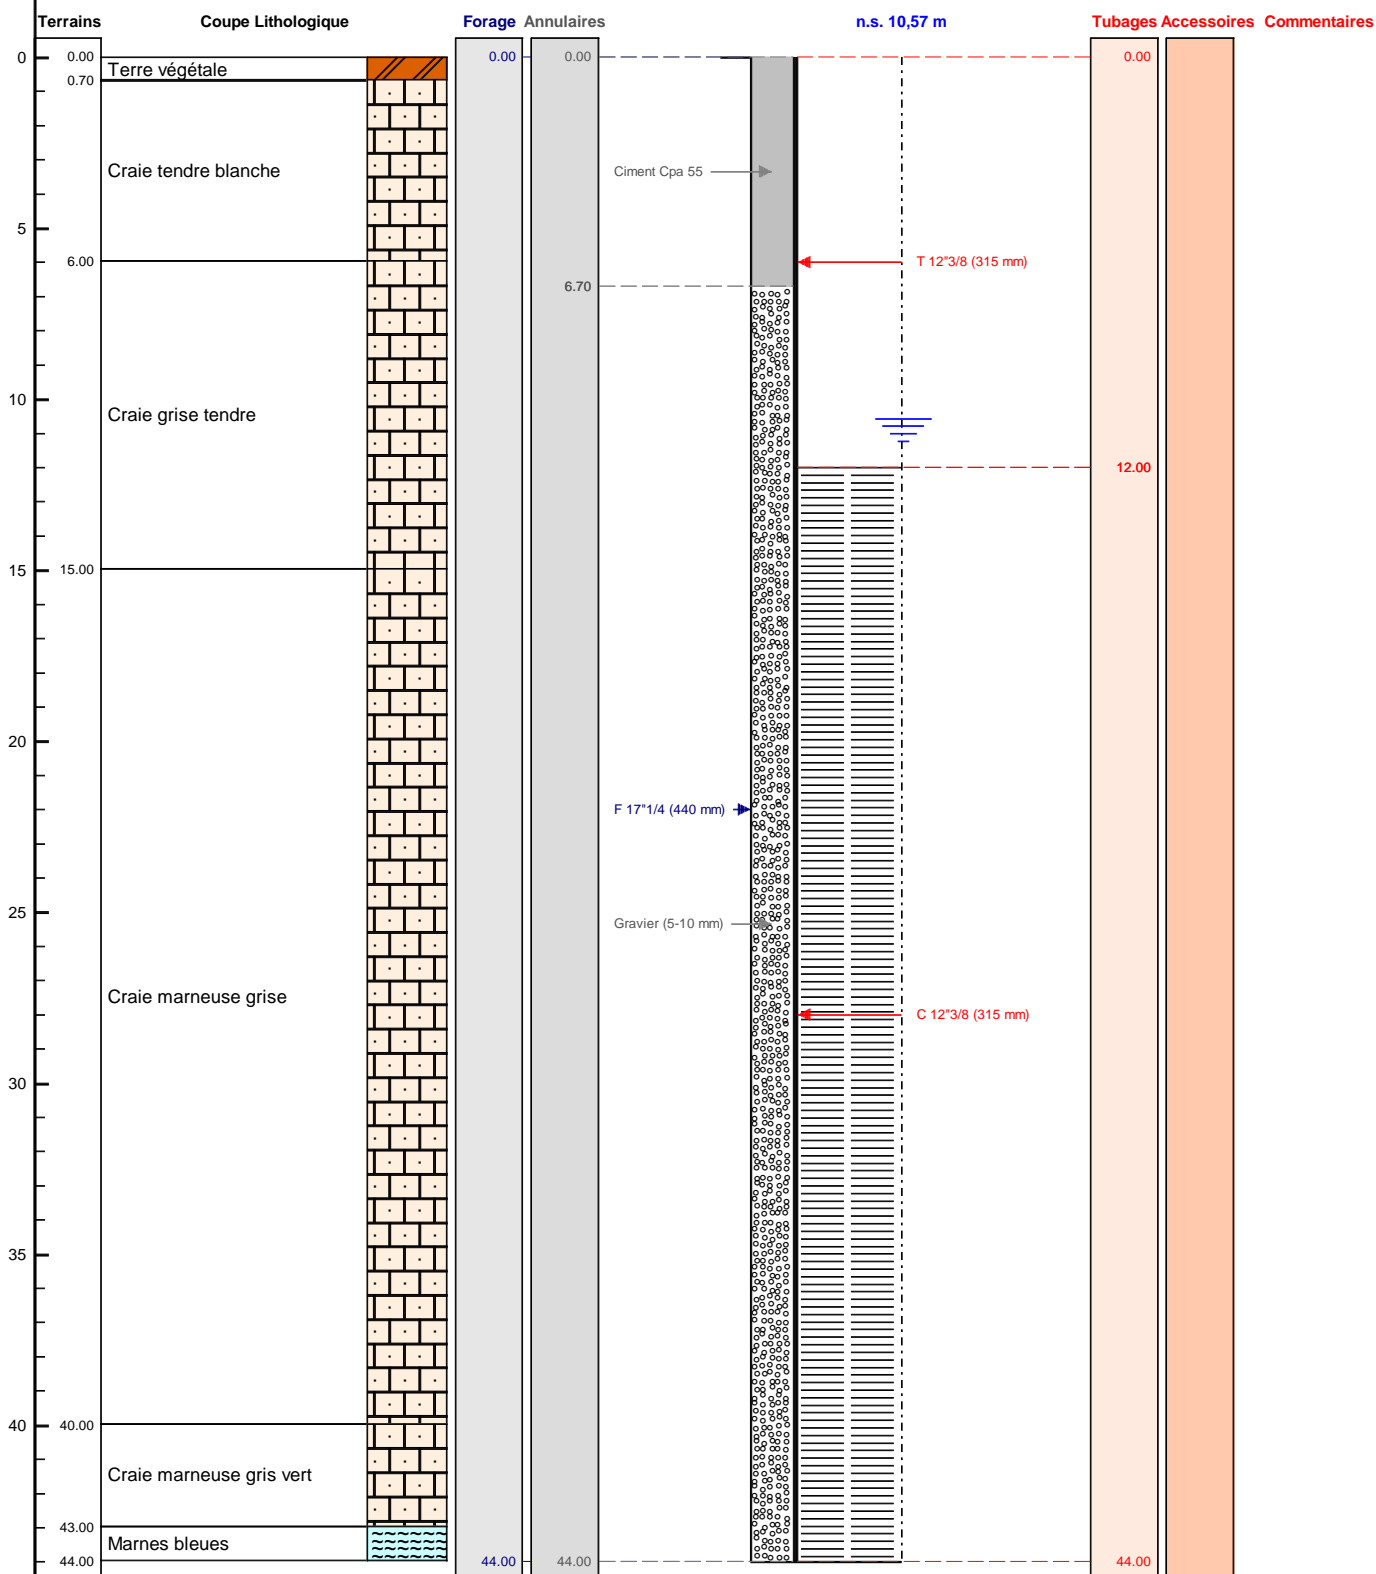 Terrains Coupe Lithologique Forage Annulaires n.s. 10,57 m Tubages Accessoires Commentaires
0 0.00 0.00 0.00 0.00
Terre végétale
0.70
Craie tendre blanche Ciment Cpa 55
5
6.00 T 12"3/8 (315 mm)
6.70
10
Craie grise tendre
12.00
15 15.00
20
F 17"1/4 (440 mm)
25
Gravier (5-10 mm)
Craie marneuse grise
C 12"3/8 (315 mm)
30
35
40 40.00
Craie marneuse gris vert
43.00
Marnes bleues
44.00 44.00 44.00 44.00